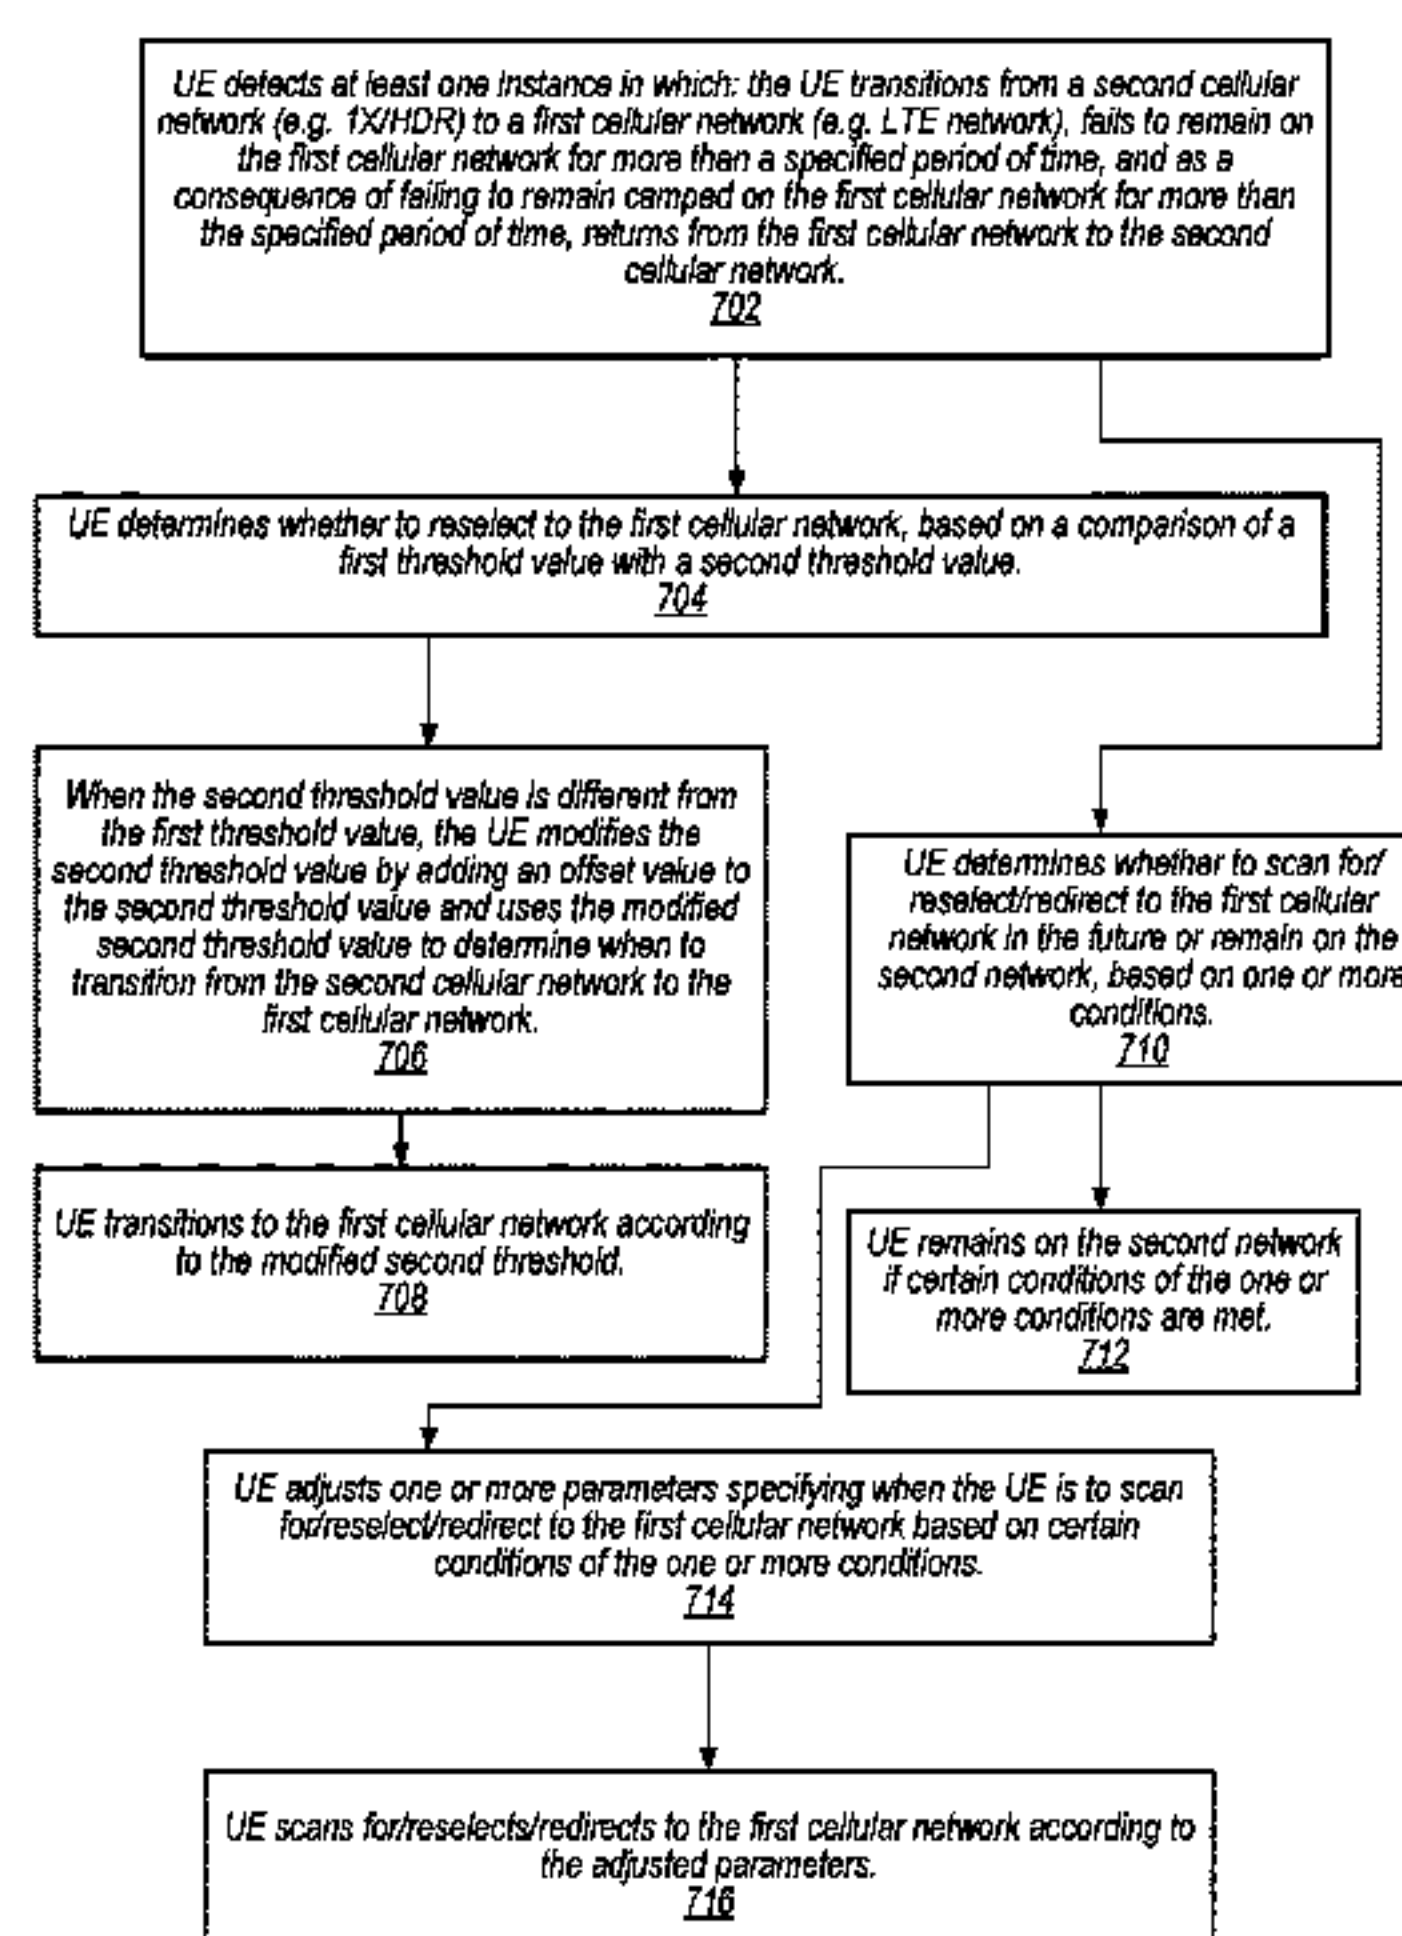 UE detects at least one instance in which: the UE transitions from a second cellular
network (e.g. 1X/HDR) to a first cellular network (e.g. LTE network), fails to remain on
the first cellular network for more than a specified period of time, and as a
consequence of failing to remain camped on the first cellular network for more than
the specified period of time, returns from the first cellular network to the second
cellular network.
702
UE determines whether to reselect to the first cellular network, based on a comparison of a
first threshold value with a second threshold value.
704
When the second threshold value is different from
the first threshold value, the UE modifies the
second threshold value by adding an offset value to
the second threshold value and uses the modified
second threshold value to determine when to
transition from the second cellular network to the
first cellular network.
706
UE transitions to the first cellular network according
to the modified second threshold.
708
UE determines whether to scan for/
reselect/redirect to the first cellular
network in the future or remain on the
second network, based on one or more
conditions.
710
UE remains on the second network
if certain conditions of the one or
more conditions are met.
712
UE adjusts one or more parameters specifying when the UE is to scan
for/reselect/redirect to the first cellular network based on certain
conditions of the one or more conditions.
714
UE scans for/reselects/redirects to the first cellular network according to
the adjusted parameters.
716